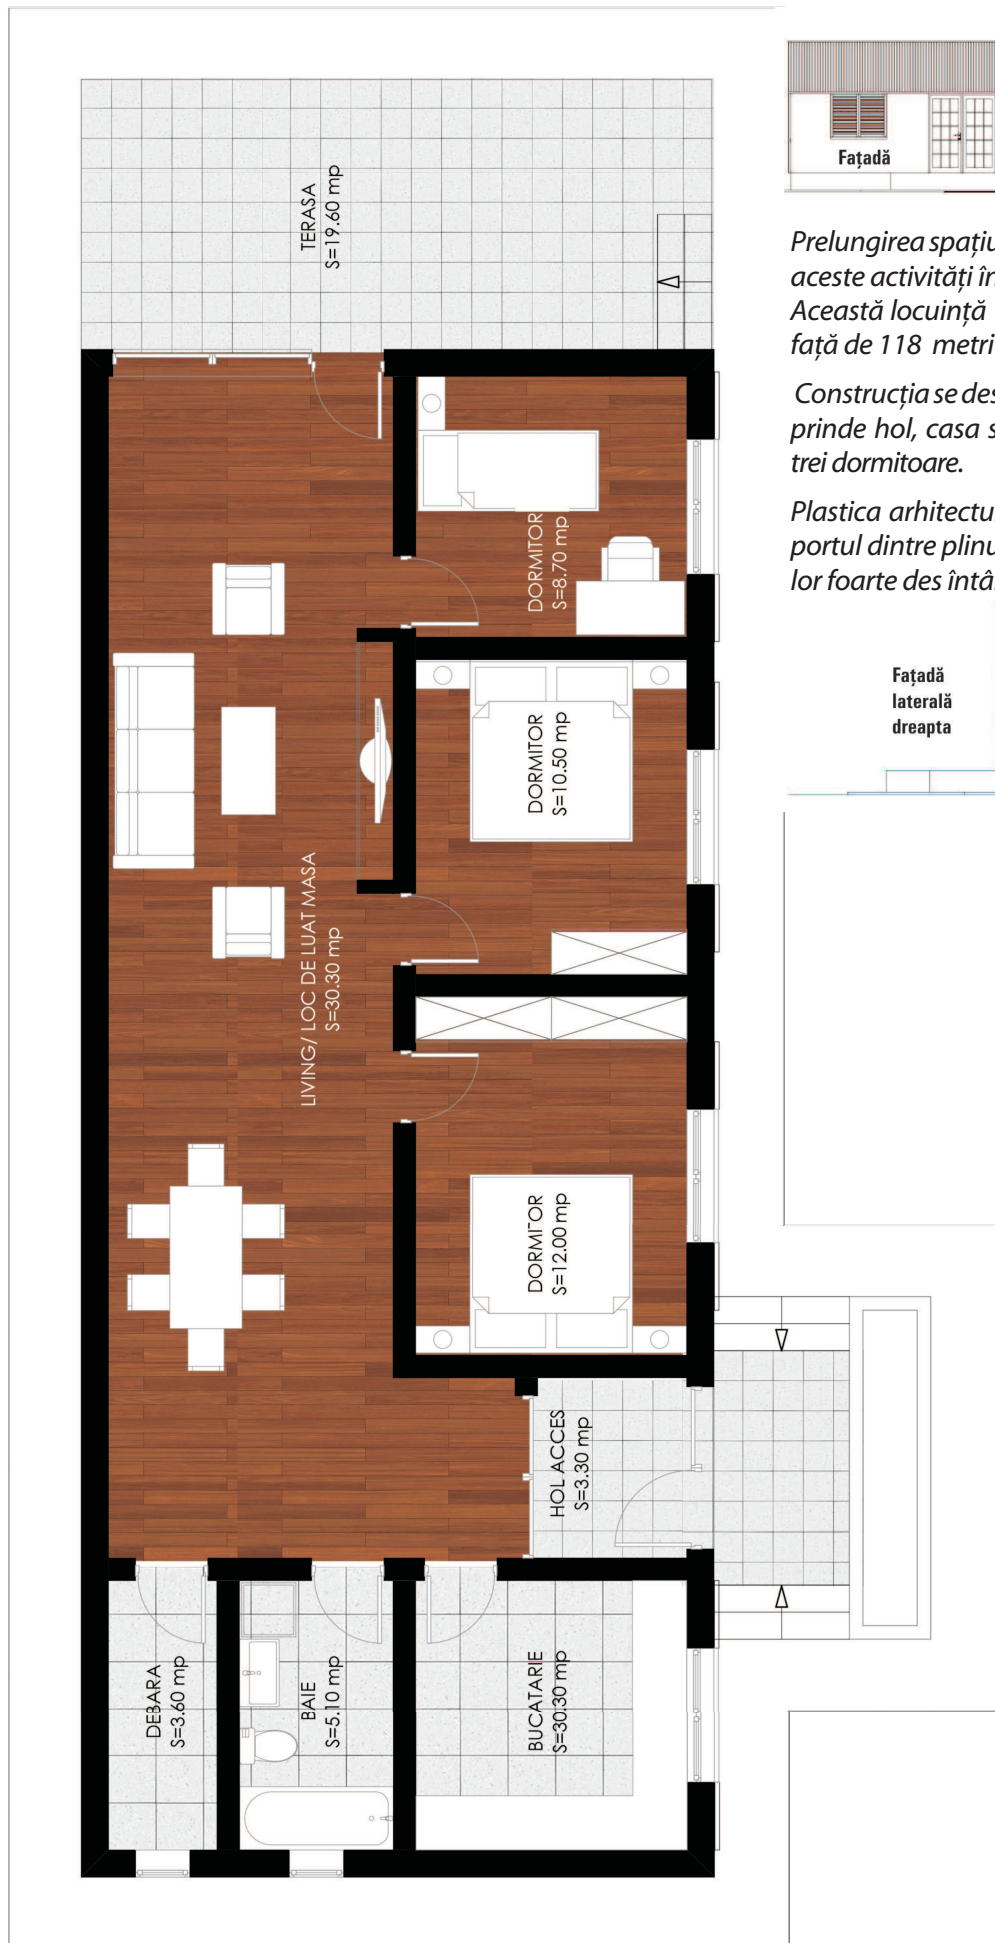 TERASA
S=19.60 mp
DORMITOR
S=8.70 mp
DORMITOR
S=10.50 mp
LIVING/ LOC DE LUAT MASA
S=30.30 mp
DORMITOR
S=12.00 mp
HOL ACCES
S=3.30 mp
DEBARA
S=3.60 mp
BAIE
S=5.10 mp
BUCATARIE
S=30.30 mp
Fațadă
Prelungirea spațiu
aceste activități în
Această locuință
față de 118 metri
Construcția se des
prinde hol, casa s
trei dormitoare.
Plastica arhitectu
portul dintre plinu
lor foarte des întâ
Fațadă
laterală
dreapta